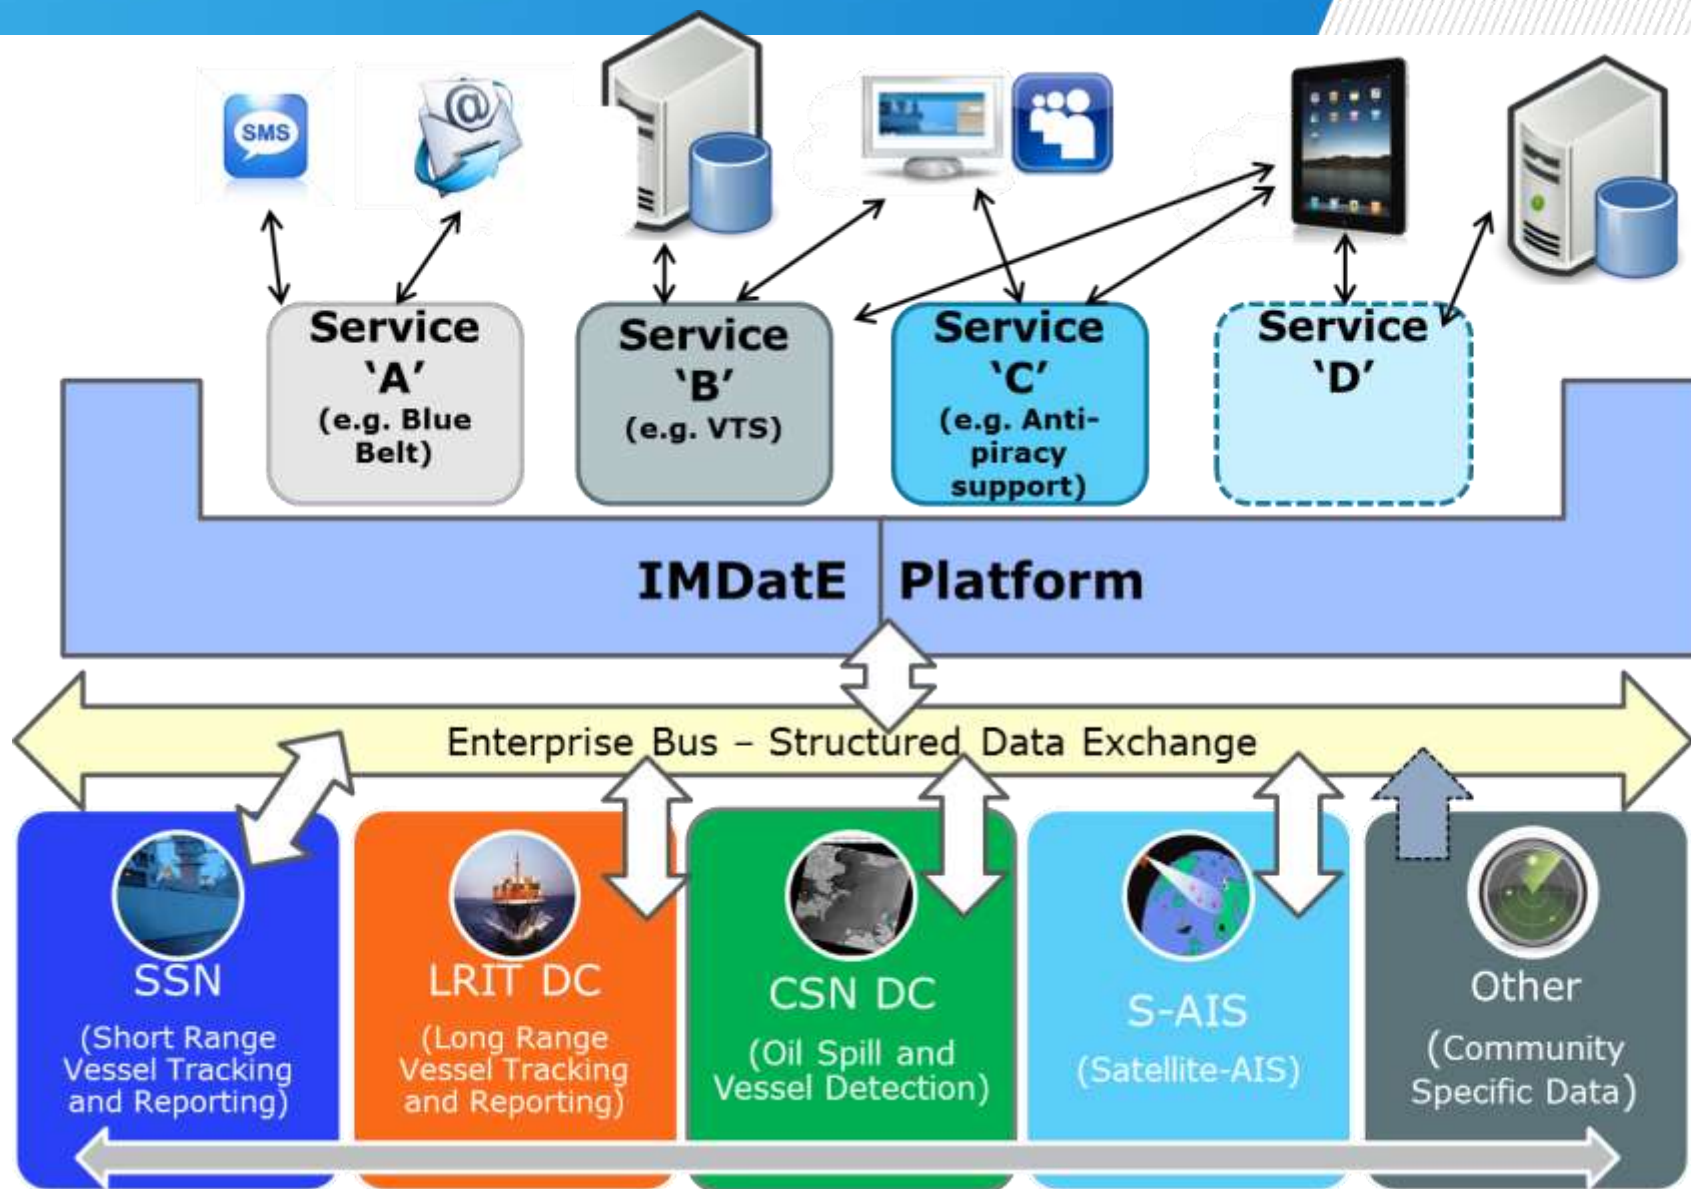 SMS
@
Service
‘A’
(e.g. Blue
Belt)
Service
‘B’
(e.g. VTS)
Service
‘C’
(e.g. Anti-
piracy
support)
Service
‘D’
IMDatE Platform
Enterprise Bus – Structured Data Exchange
SSN
(Short Range
Vessel Tracking
and Reporting)
LRIT DC
(Long Range
Vessel Tracking
and Reporting)
CSN DC
(Oil Spill and
Vessel Detection)
S-AIS
(Satellite-AIS)
Other
(Community
Specific Data)